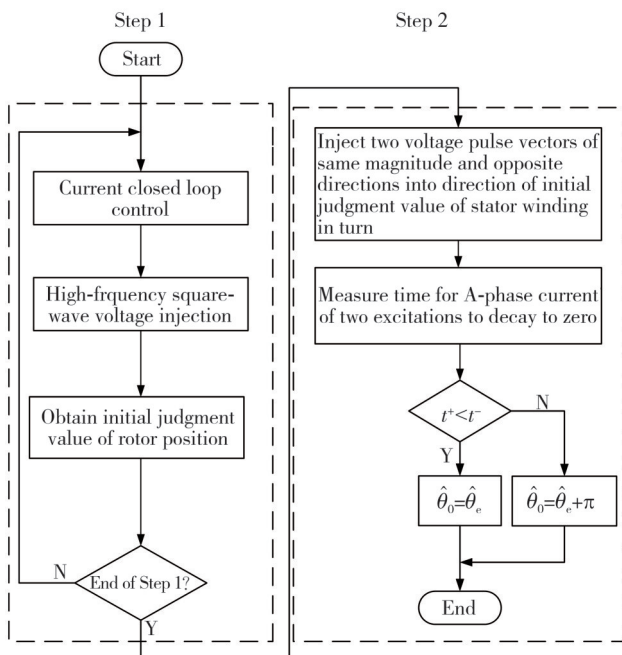 Step 1
Start
Current closed loop
control
High-frquency square-
wave voltage injection
Obtain initial judgment
value of rotor position
N
End of Step 1?
Y
Step 2
Inject two voltage pulse vectors of
same magnitude and opposite
directions into direction of initial
judgment value of stator winding
in turn
Measure time for A-phase current
of two excitations to decay to zero
t⁺<t⁻
N
Y
θ̂₀=θ̂ₑ
θ̂₀=θ̂ₑ+π
End